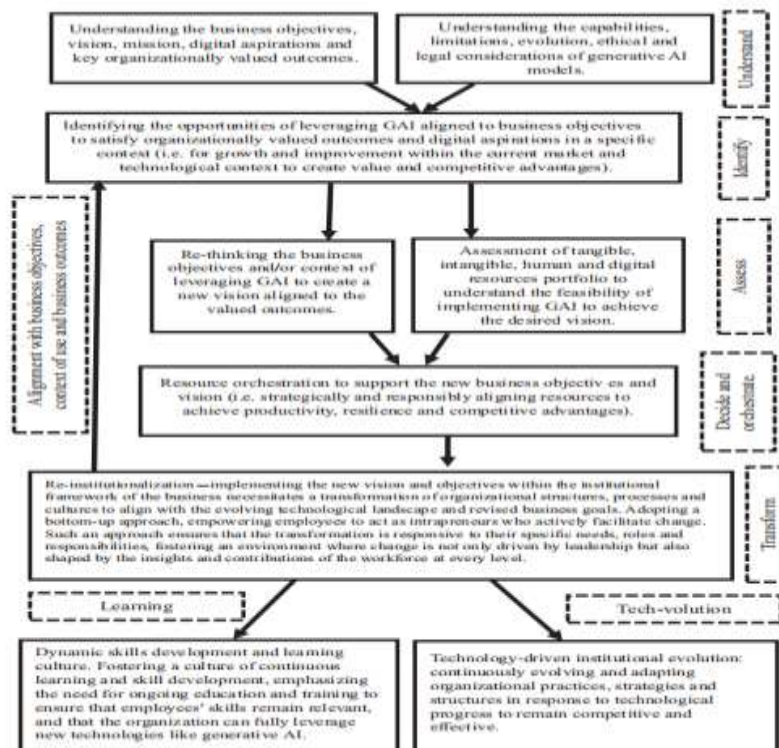 Understanding the business objectives,
vision, mission, digital aspirations and
key organizationally valued outcomes.
Understanding the capabilities,
limitations, evolution, ethical and
legal considerations of generative AI
models.
Understand
Identifying the opportunities of leveraging GAI aligned to business objectives
to satisfy organizationally valued outcomes and digital aspirations in a specific
context (i.e. for growth and improvement within the current market and
technological context to create value and competitive advantages).
Identify
Alignment with business objectives,
context of use and business outcomes
Re-thinking the business
objectives and/or context of
leveraging GAI to create a
new vision aligned to the
valued outcomes.
Assessment of tangible,
intangible, human and digital
resources portfolio to
understand the feasibility of
implementing GAI to achieve
the desired vision.
Assess
Resource orchestration to support the new business objectiv es and
vision (i.e. strategically and responsibly aligning resources to
achieve productivity, resilience and competitive advantages).
Decide and
orchestrate
Re-institutionalization—implementing the new vision and objectives within the institutional
framework of the business necessitates a transformation of organizational structures, processes and
cultures to align with the evolving technological landscape and revised business goals. Adopting a
bottom-up approach, empowering employees to act as intrapreneurs who actively facilitate change.
Such an approach ensures that the transformation is responsive to their specific needs, roles and
responsibilities, fostering an environment where change is not only driven by leadership but also
shaped by the insights and contributions of the workforce at every level.
Transform
Learning
Tech-volution
Dynamic skills development and learning
culture. Fostering a culture of continuous
learning and skill development, emphasizing
the need for ongoing education and training to
ensure that employees' skills remain relevant,
and that the organization can fully leverage
new technologies like generative AI.
Technology-driven institutional evolution:
continuously evolving and adapting
organizational practices, strategies and
structures in response to technological
progress to remain competitive and
effective.